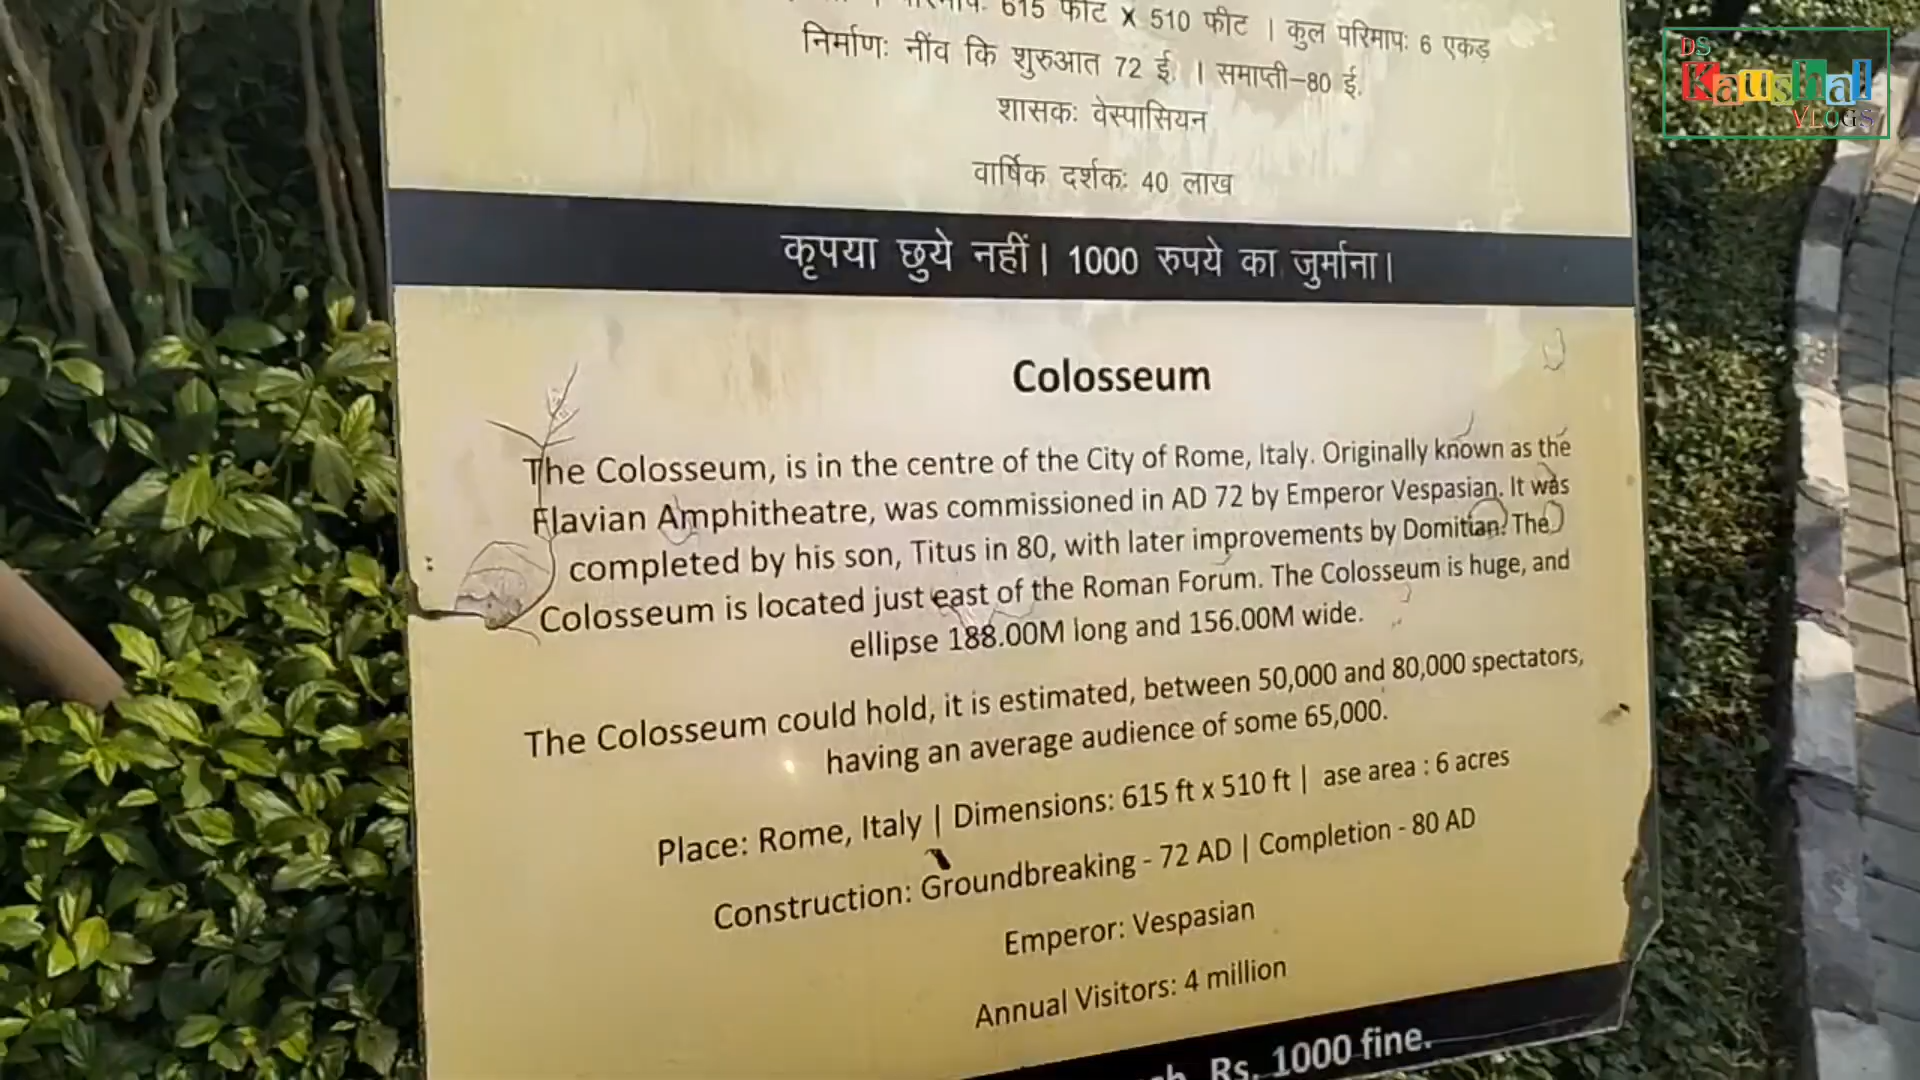 615 फीट x 510 फीट । कुल परिमापः 6 एकड़
निर्माणः नींव कि शुरुआत 72 ई. । समाप्ती–80 ई.
शासकः वेस्पासियन
वार्षिक दर्शकः 40 लाख
कृपया छुये नहीं। 1000 रुपये का जुर्माना।
Colosseum
The Colosseum, is in the centre of the City of Rome, Italy. Originally known as the
Flavian Amphitheatre, was commissioned in AD 72 by Emperor Vespasian. It was
completed by his son, Titus in 80, with later improvements by Domitian. The
Colosseum is located just east of the Roman Forum. The Colosseum is huge, and
ellipse 188.00M long and 156.00M wide.
The Colosseum could hold, it is estimated, between 50,000 and 80,000 spectators,
having an average audience of some 65,000.
Place: Rome, Italy | Dimensions: 615 ft x 510 ft | ase area : 6 acres
Construction: Groundbreaking - 72 AD | Completion - 80 AD
Emperor: Vespasian
Annual Visitors: 4 million
Rs. 1000 fine.
DS
Kaushal
VLOGS